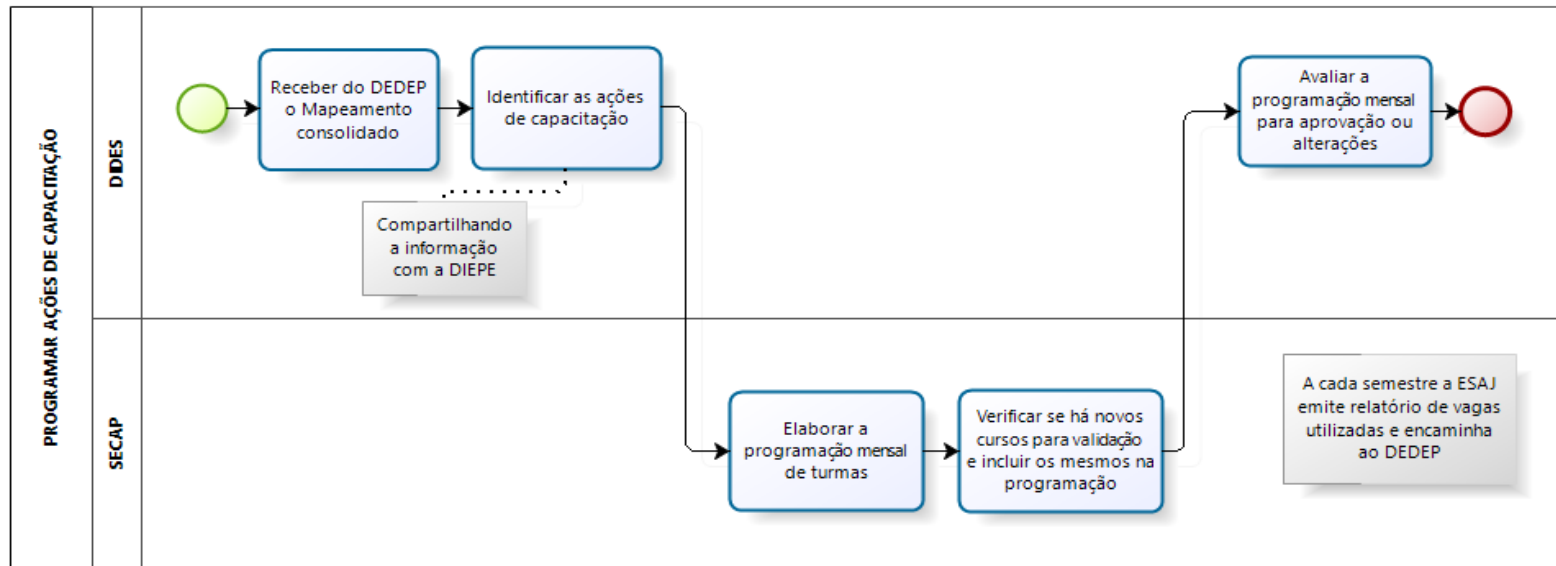 PROGRAMAR AÇÕES DE CAPACITAÇÃO
DIDES
Receber do DEDEP
o Mapeamento
consolidado
Identificar as ações
de capacitação
Compartilhando
a informação
com a DIEPE
Avaliar a
programação mensal
para aprovação ou
alterações
SECAP
Elaborar a
programação mensal
de turmas
Verificar se há novos
cursos para validação
e incluir os mesmos na
programação
A cada semestre a ESAJ
emite relatório de vagas
utilizadas e encaminha
ao DEDEP